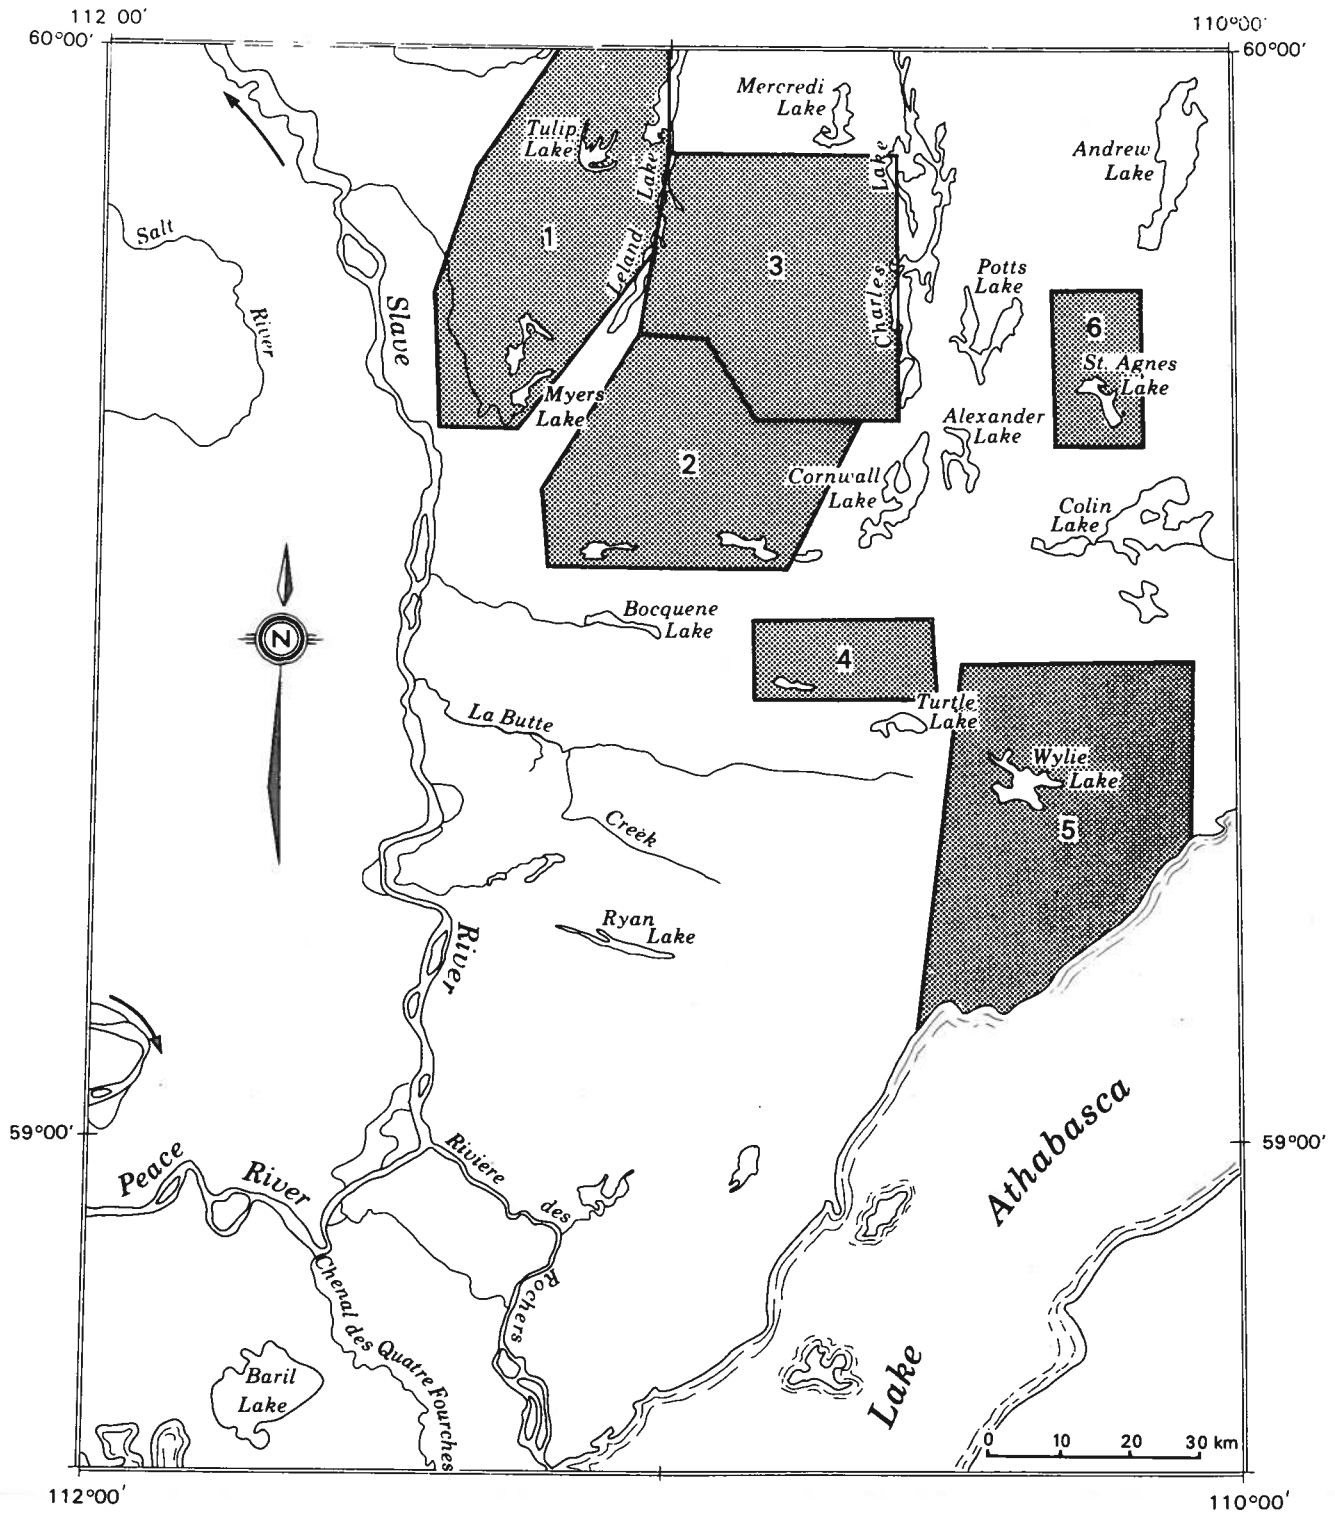 112 00'
110°00'
60°00'
60°00'
Mercredi
Lake
Tulip
Lake
Andrew
Lake
Lake
Lake
Salt
1
Leland
3
Potts
Lake
Charles
River
Slave
6
St. Agnes
Lake
Myers
Lake
Alexander
Lake
2
Cornwall
Lake
Colin
Lake
Bocquene
Lake
N
4
Turtle
Lake
La Butte
Wylie
Lake
5
Creek
Ryan
Lake
River
59°00'
59°00'
Peace
River
Rivière
des
Rochers
Athabasca
Lake
Chenal des Quatre Fourches
Baril
Lake
0 10 20 30 km
112°00'
110°00'